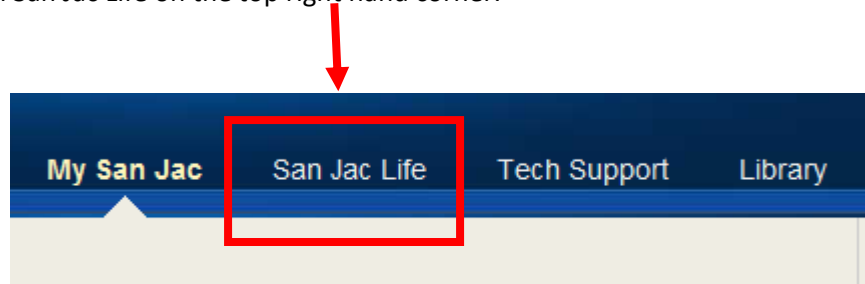 San Jac Life on the top right hand corner.
My San Jac San Jac Life Tech Support Library